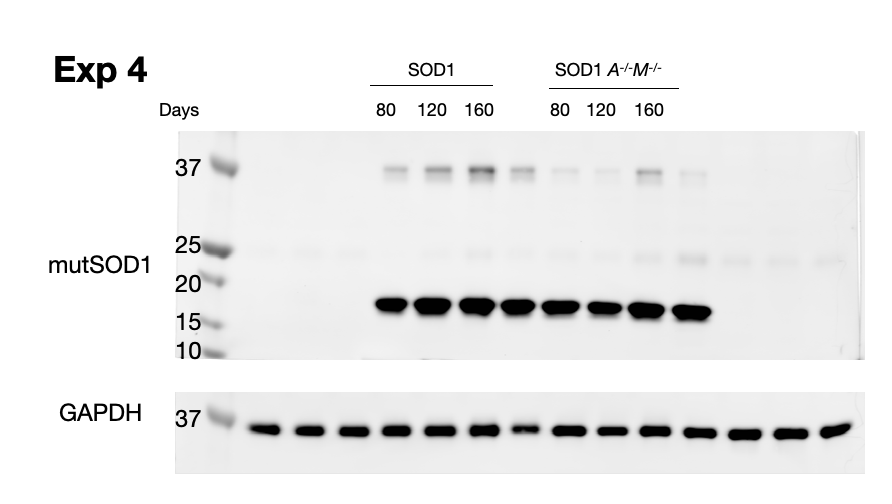 Exp 4
SOD1
SOD1 A-/-M-/-
Days
80 120 160
80 120 160
37
25
mutSOD1
20
15
10
GAPDH
37